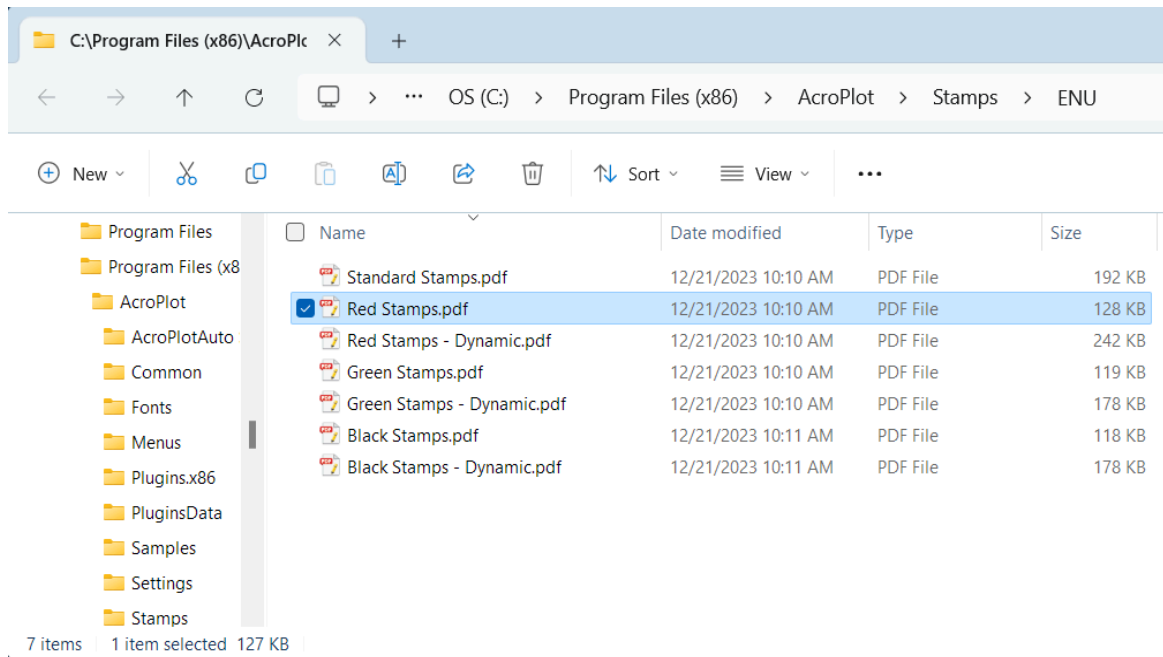 C:\Program Files (x86)\AcroPlc
OS (C:) > Program Files (x86) > AcroPlot > Stamps > ENU
New Sort View
Name Date modified Type Size
Standard Stamps.pdf 12/21/2023 10:10 AM PDF File 192 KB
Red Stamps.pdf 12/21/2023 10:10 AM PDF File 128 KB
Red Stamps - Dynamic.pdf 12/21/2023 10:10 AM PDF File 242 KB
Green Stamps.pdf 12/21/2023 10:10 AM PDF File 119 KB
Green Stamps - Dynamic.pdf 12/21/2023 10:10 AM PDF File 178 KB
Black Stamps.pdf 12/21/2023 10:11 AM PDF File 118 KB
Black Stamps - Dynamic.pdf 12/21/2023 10:11 AM PDF File 178 KB
Program Files
Program Files (x8
AcroPlot
AcroPlotAuto
Common
Fonts
Menus
Plugins.x86
PluginsData
Samples
Settings
Stamps
7 items 1 item selected 127 KB